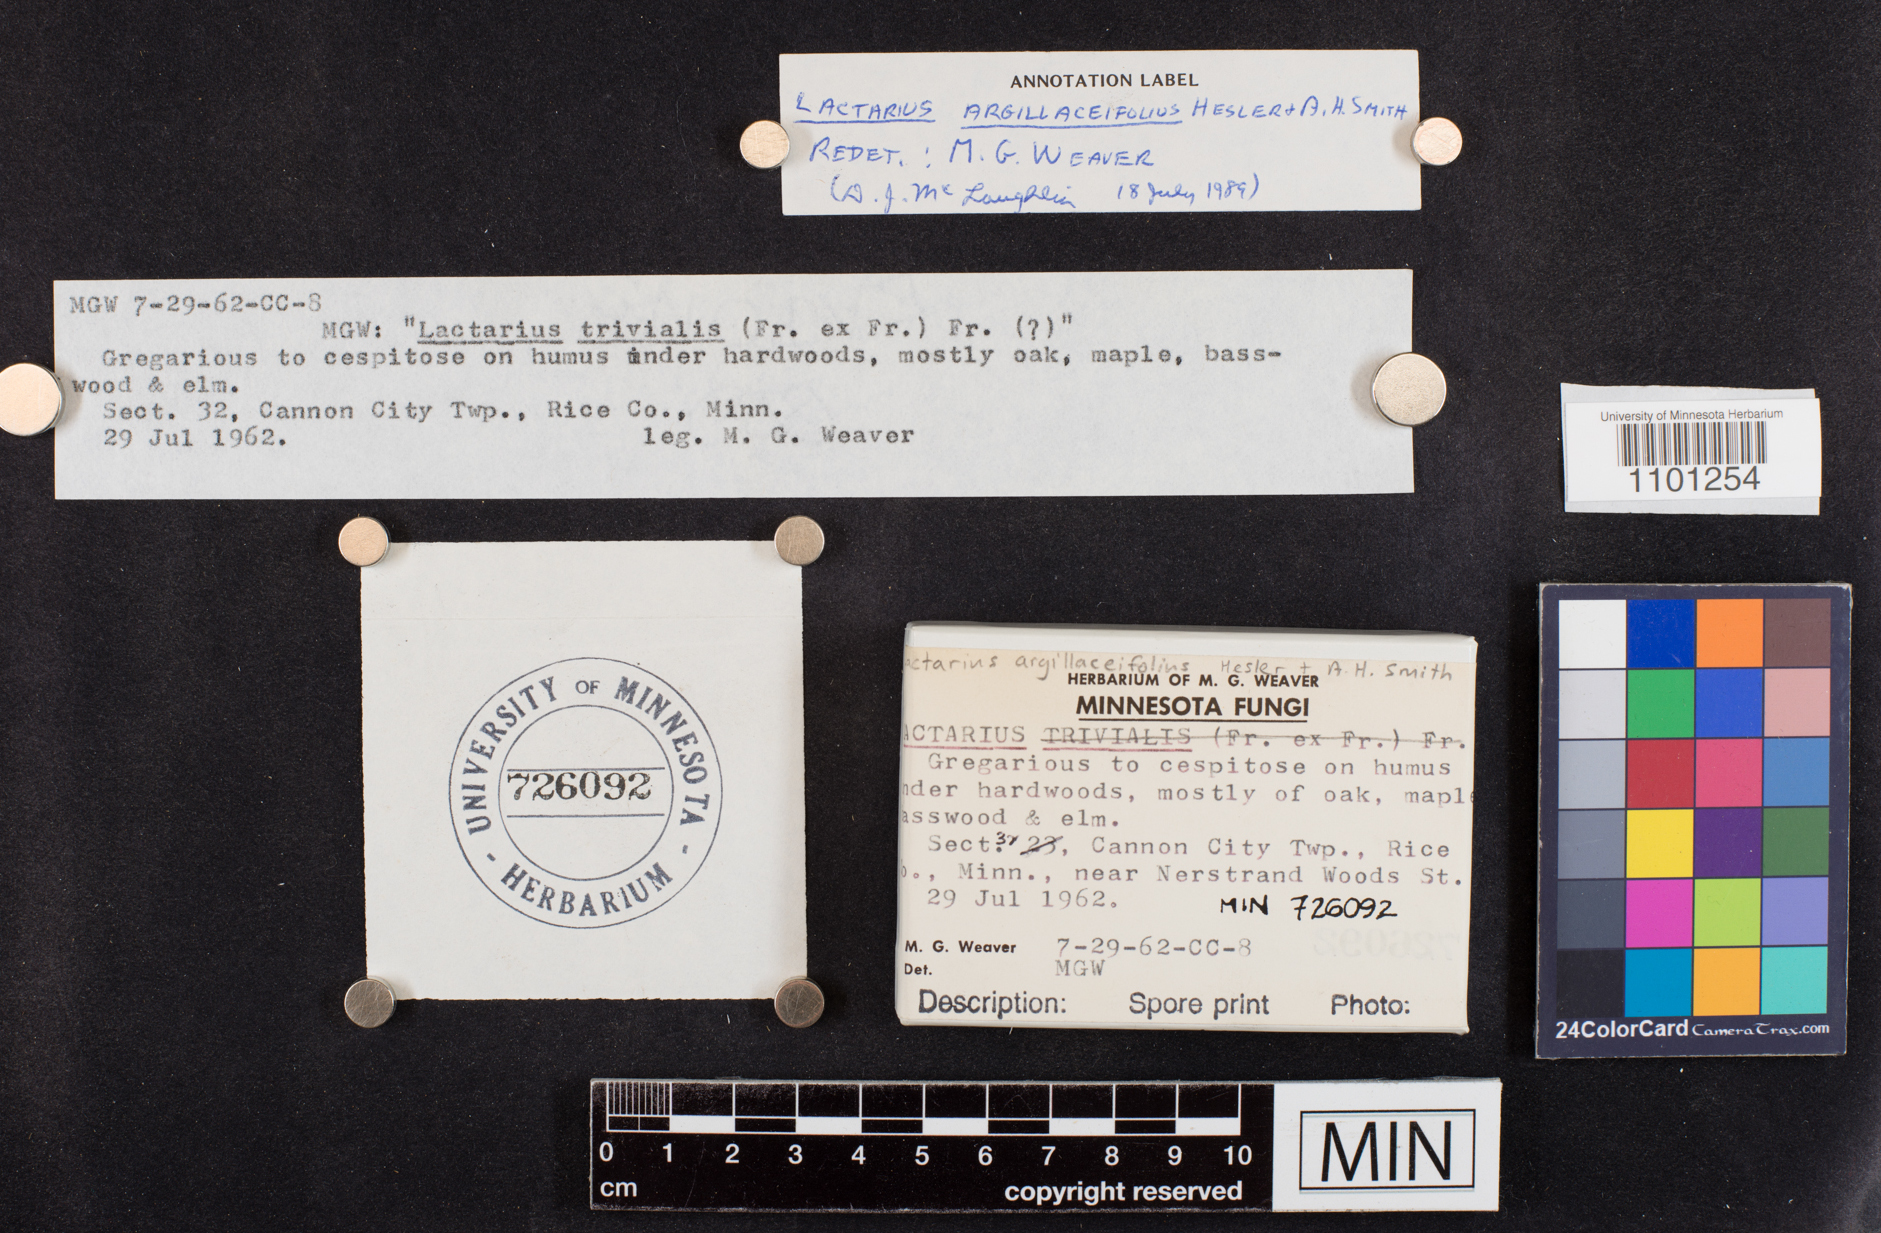 ANNOTATION LABEL
LACTARIUS ARGILLACEIFOLIUS HESLER & A. H. SMITH
REDET. : M. G. WEAVER
(D. J. McLaughlin 18 July 1989)
MGW 7-29-62-CC-8
MGW: "Lactarius trivialis (Fr. ex Fr.) Fr. (?)"
Gregarious to cespitose on humus under hardwoods, mostly oak, maple, bass-
wood & elm.
Sect. 32, Cannon City Twp., Rice Co., Minn.
29 Jul 1962. leg. M. G. Weaver
University of Minnesota Herbarium
1101254
UNIVERSITY OF MINNESOTA
726092
- HERBARIUM -
actarius argillaceifolius Hesler + A. H. Smith
HERBARIUM OF M. G. WEAVER
MINNESOTA FUNGI
ACTARIUS TRIVIALIS (Fr. ex Fr.) Fr.
Gregarious to cespitose on humus
nder hardwoods, mostly of oak, maple
asswood & elm.
Sect. 32 23, Cannon City Twp., Rice
o., Minn., near Nerstrand Woods St.
29 Jul 1962. MIN 726092
M. G. Weaver 7-29-62-CC-8
Det. MGW
Description: Spore print Photo:
24ColorCard CameraTrax.com
0 1 2 3 4 5 6 7 8 9 10
cm
copyright reserved
MIN